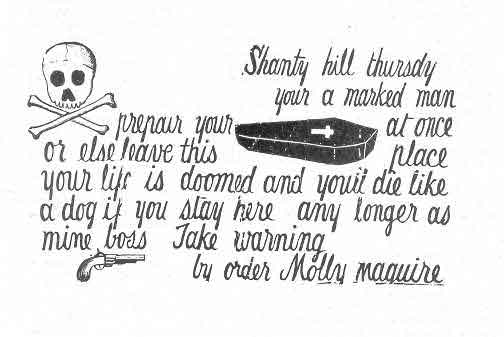 Shanty hill thursdy
your a marked man
prepair your at once
or else leave this place
your life is doomed and you'l die like
a dog if you stay here any longer as
mine boss Take warning
by order Molly maguire